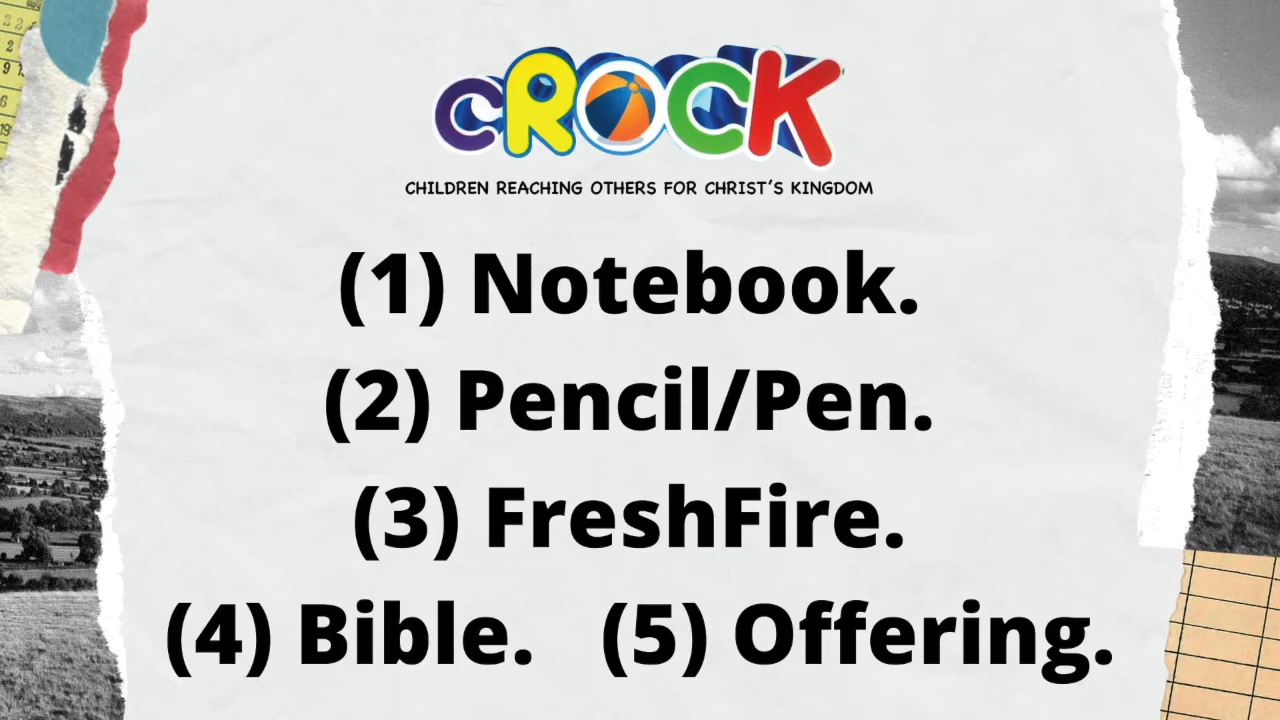 cROCK
CHILDREN REACHING OTHERS FOR CHRIST'S KINGDOM
(1) Notebook.
(2) Pencil/Pen.
(3) FreshFire.
(4) Bible. (5) Offering.